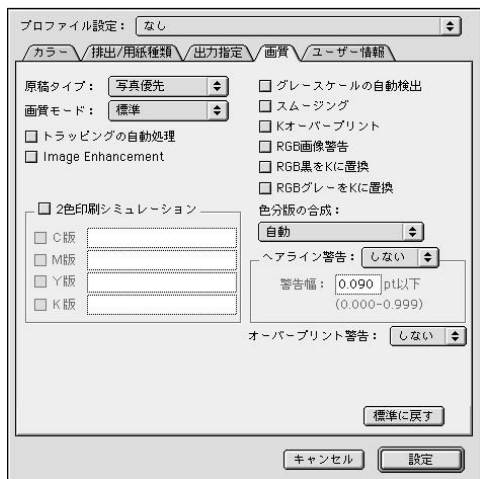 プロファイル設定： なし
カラー 排出/用紙種類 出力指定 画質 ユーザー情報
原稿タイプ： 写真優先
画質モード： 標準
トラッピングの自動処理
Image Enhancement
2色印刷シミュレーション
C版
M版
Y版
K版
グレースケールの自動検出
スムージング
Kオーバープリント
RGB画像警告
RGB黒をKに置換
RGBグレーをKに置換
色分版の合成：
自動
ヘアライン警告： しない
警告幅： 0.090 pt以下
(0.000-0.999)
オーバープリント警告： しない
標準に戻す
キャンセル 設定